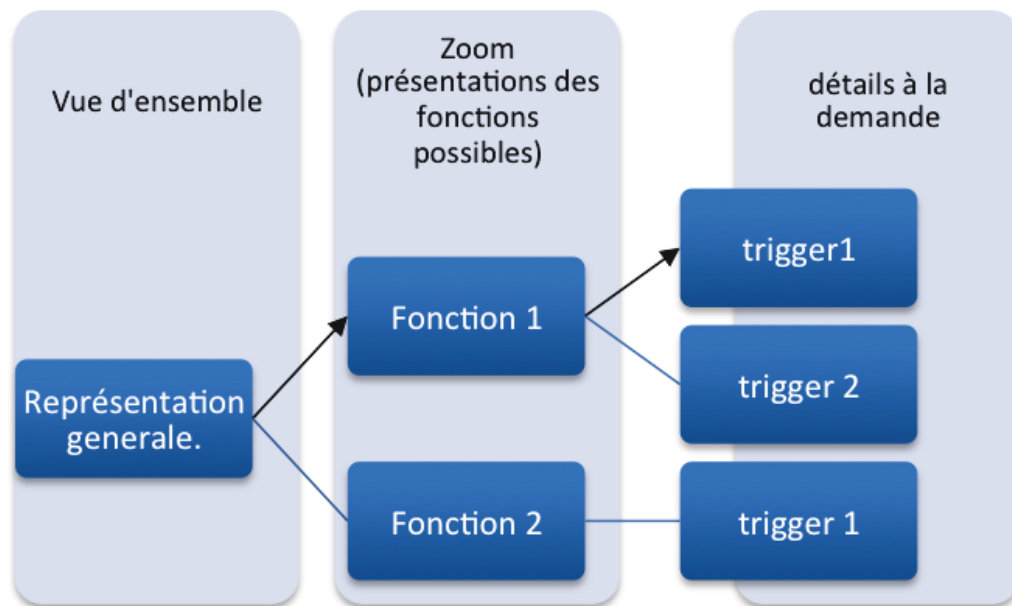 Vue d'ensemble
Zoom
(présentations des
fonctions
possibles)
détails à la
demande
Représentation
generale.
Fonction 1
Fonction 2
trigger1
trigger 2
trigger 1